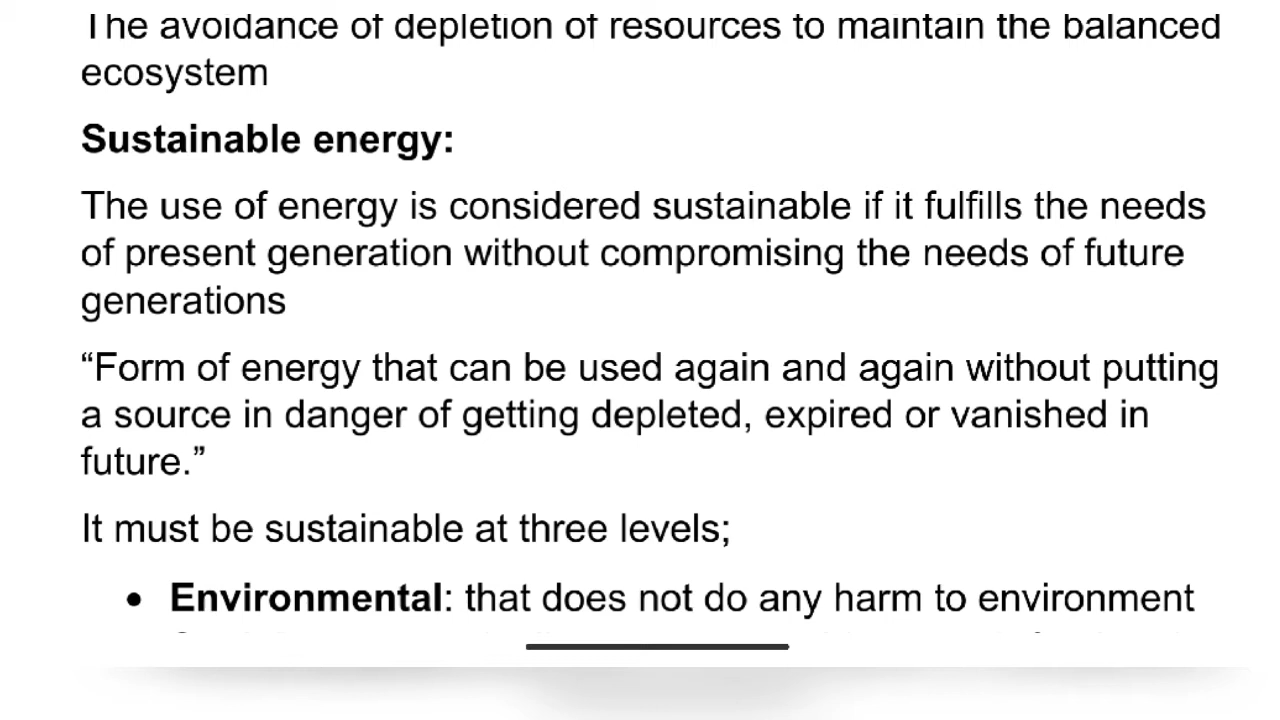 The avoidance of depletion of resources to maintain the balanced
ecosystem
Sustainable energy:
The use of energy is considered sustainable if it fulfills the needs
of present generation without compromising the needs of future
generations
“Form of energy that can be used again and again without putting
a source in danger of getting depleted, expired or vanished in
future.”
It must be sustainable at three levels;
• Environmental: that does not do any harm to environment